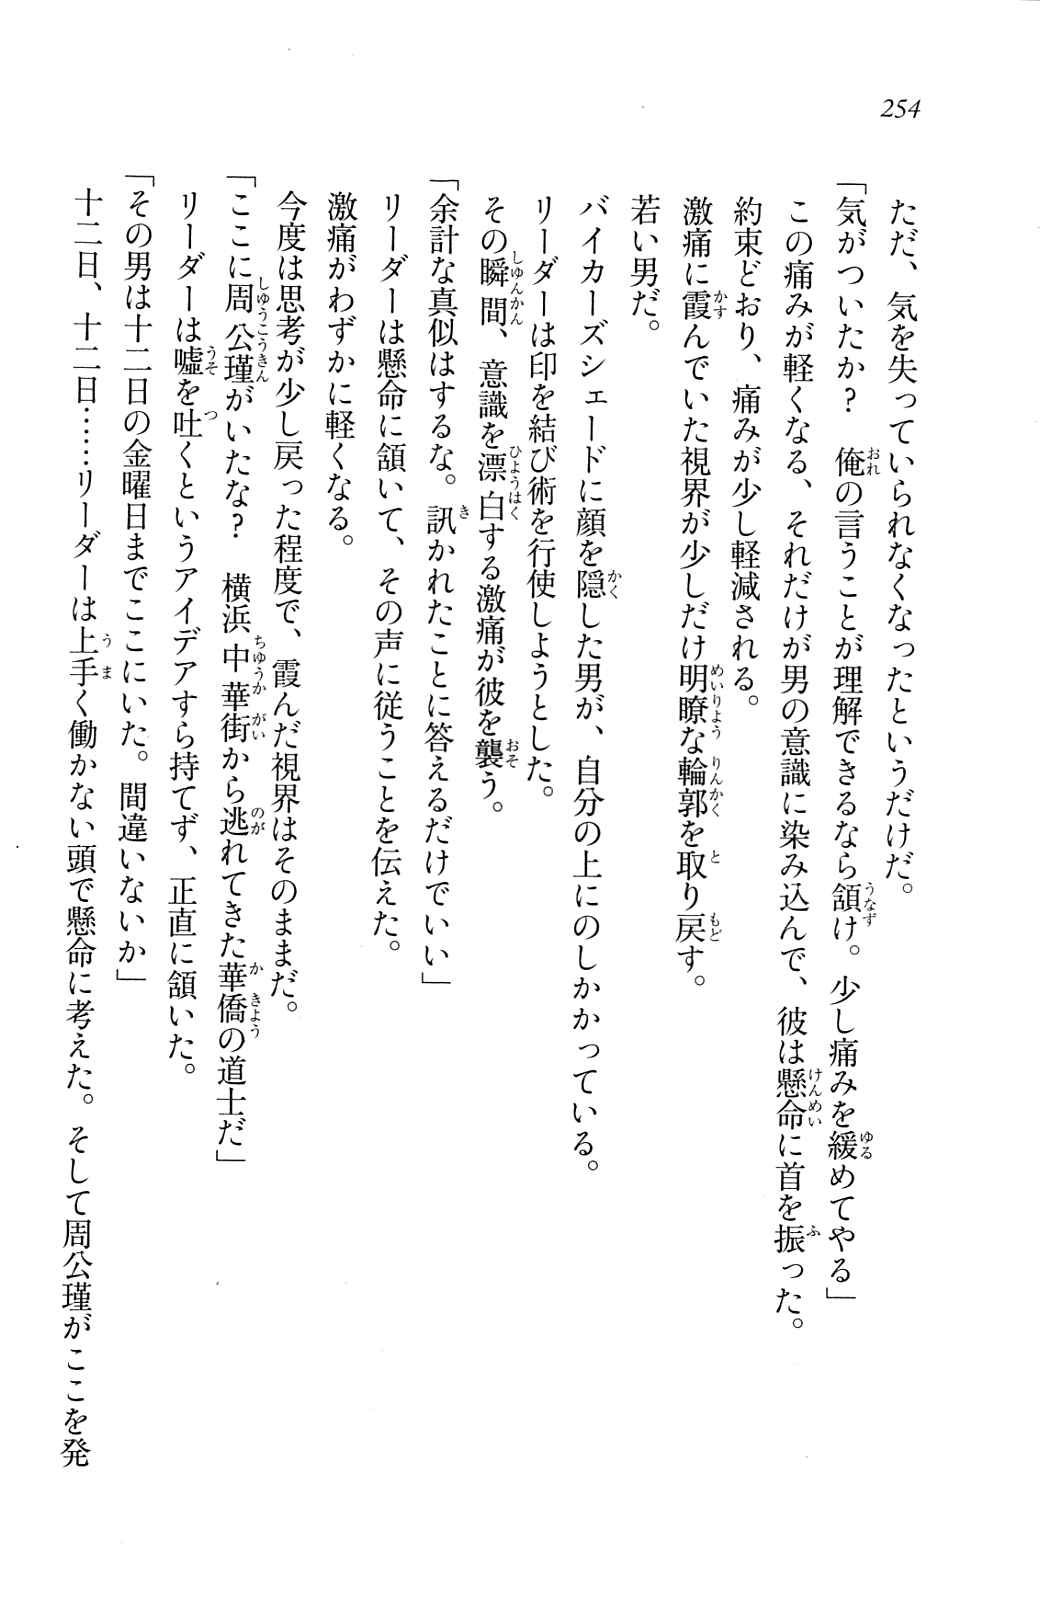 254
ただ、気を失っていられなくなったというだけだ。
「気がついたか？　俺の言うことが理解できるなら頷け。少し痛みを緩めてやる」
この痛みが軽くなる、それだけが男の意識に染み込んで、彼は懸命に首を振った。
約束どおり、痛みが少し軽減される。
激痛に霞んでいた視界が少しだけ明瞭な輪郭を取り戻す。
若い男だ。
バイカーズシェードに顔を隠した男が、自分の上にのしかかっている。
リーダーは印を結び術を行使しようとした。
その瞬間、意識を漂白する激痛が彼を襲う。
「余計な真似はするな。訊かれたことに答えるだけでいい」
リーダーは懸命に頷いて、その声に従うことを伝えた。
激痛がわずかに軽くなる。
今度は思考が少し戻った程度で、霞んだ視界はそのままだ。
「ここに周公瑾がいたな？　横浜中華街から逃れてきた華僑の道士だ」
リーダーは嘘を吐くというアイデアすら持てず、正直に頷いた。
「その男は十二日の金曜日までここにいた。間違いないか」
十二日、十二日……リーダーは上手く働かない頭で懸命に考えた。そして周公瑾がここを発